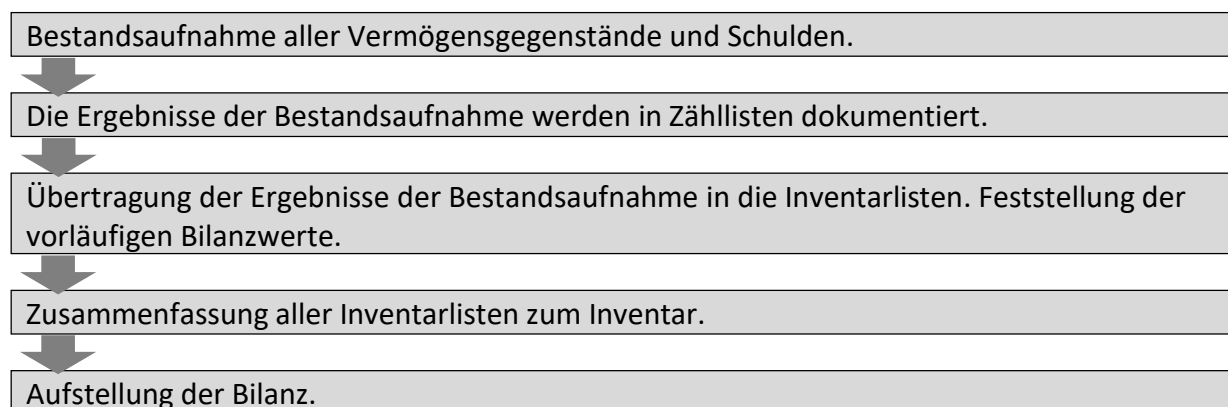 Bestandsaufnahme aller Vermögensgegenstände und Schulden.
Die Ergebnisse der Bestandsaufnahme werden in Zähllisten dokumentiert.
Übertragung der Ergebnisse der Bestandsaufnahme in die Inventarlisten. Feststellung der
vorläufigen Bilanzwerte.
Zusammenfassung aller Inventarlisten zum Inventar.
Aufstellung der Bilanz.